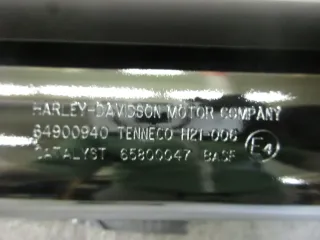 HARLEY-DAVIDSON MOTOR COMPANY
64900940 TENNECO H21-006
CATALYST 65800047 BASF E4